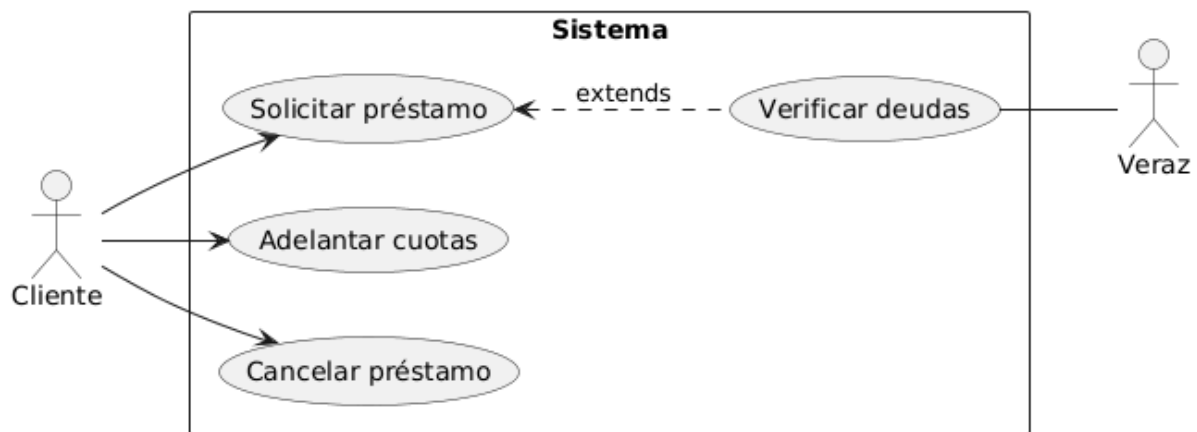 Sistema
Solicitar préstamo
extends
Verificar deudas
Veraz
Adelantar cuotas
Cliente
Cancelar préstamo